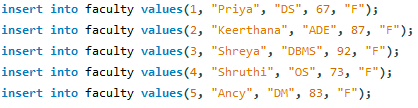 insert into faculty values(1, "Priya", "DS", 67, "F");
insert into faculty values(2, "Keerthana", "ADE", 87, "F");
insert into faculty values(3, "Shreya", "DBMS", 92, "F");
insert into faculty values(4, "Shruthi", "OS", 73, "F");
insert into faculty values(5, "Ancy", "DM", 83, "F");